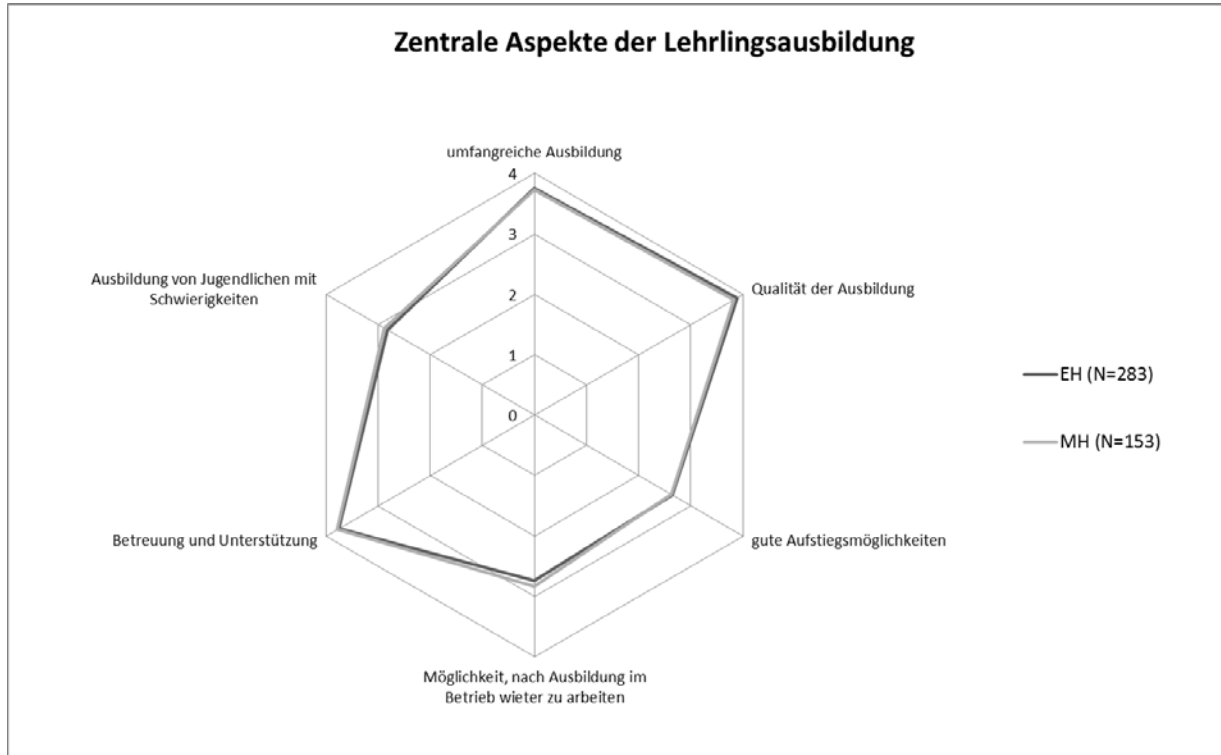 Zentrale Aspekte der Lehrlingsausbildung
umfangreiche Ausbildung
4
3
2
1
0
Qualität der Ausbildung
gute Aufstiegsmöglichkeiten
Möglichkeit, nach Ausbildung im
Betrieb wieter zu arbeiten
Betreuung und Unterstützung
Ausbildung von Jugendlichen mit
Schwierigkeiten
EH (N=283)
MH (N=153)